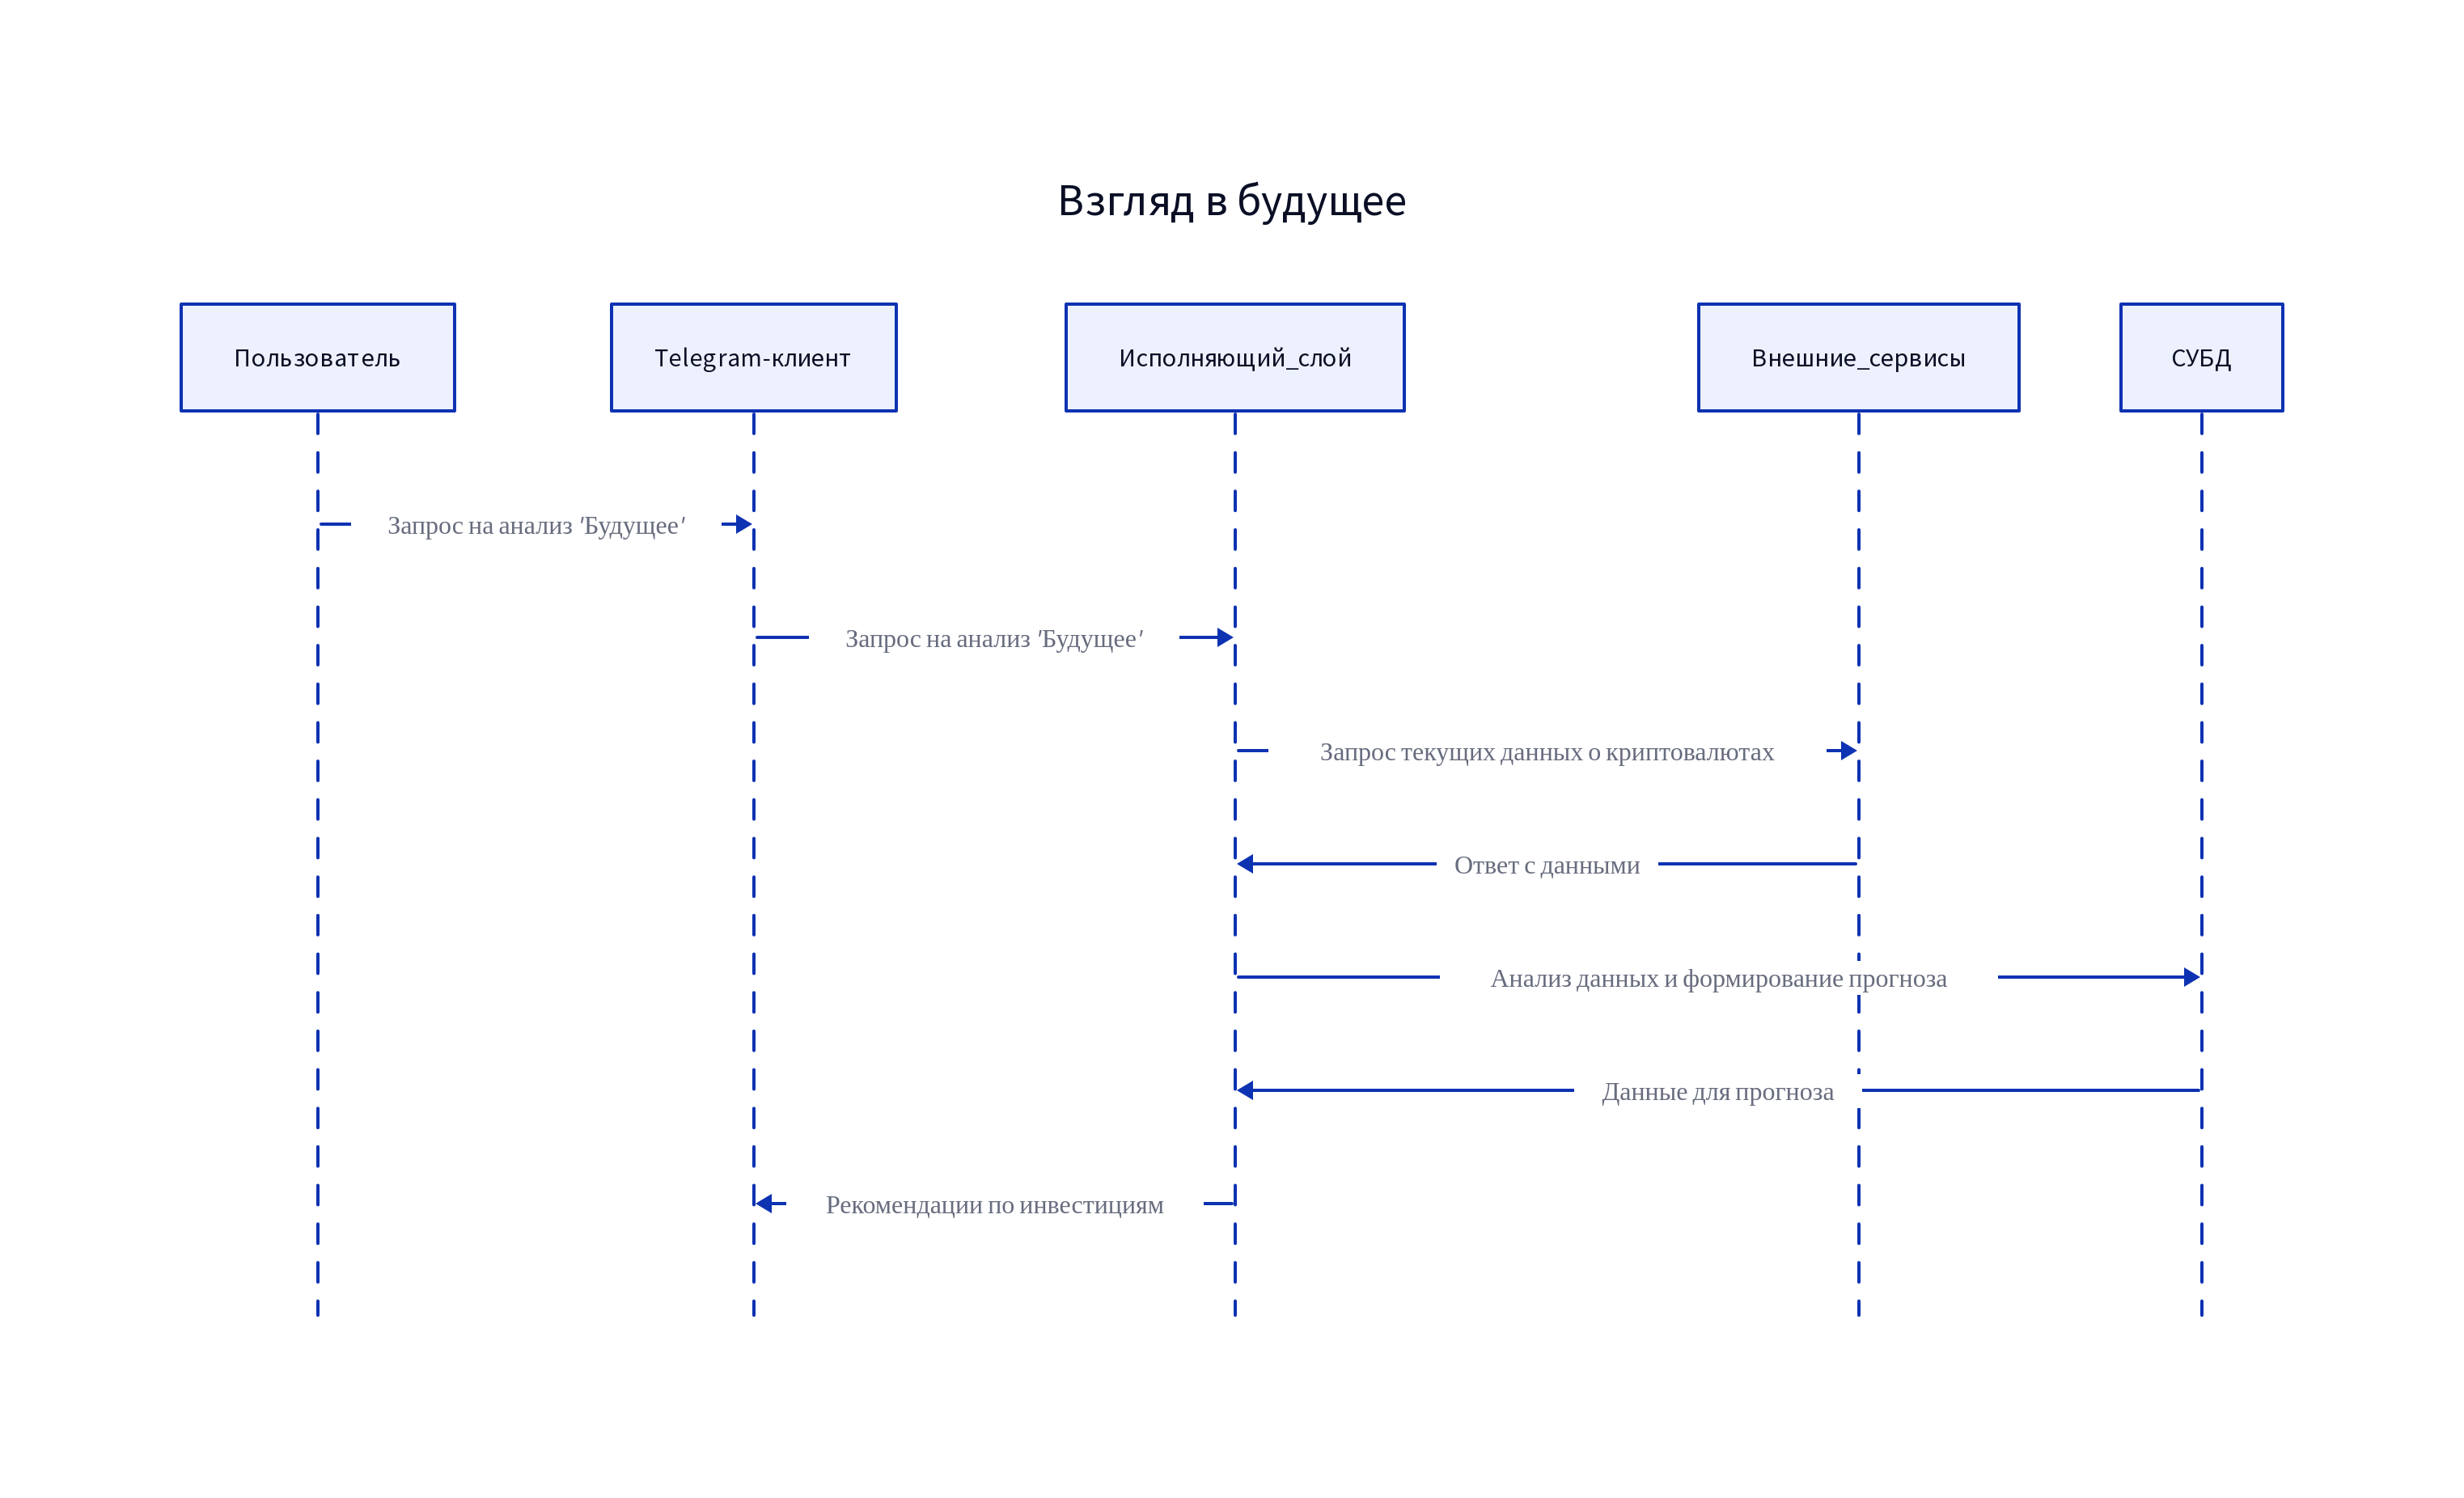 Взгляд в будущее
Пользователь
Telegram-клиент
Исполняющий_слой
Внешние_сервисы
СУБД
Запрос на анализ 'Будущее'
Запрос на анализ 'Будущее'
Запрос текущих данных о криптовалютах
Ответ с данными
Анализ данных и формирование прогноза
Данные для прогноза
Рекомендации по инвестициям